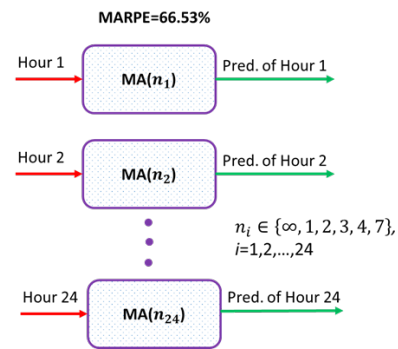 MARPE=66.53%
Hour 1
MA(n₁)
Pred. of Hour 1
Hour 2
MA(n₂)
Pred. of Hour 2
nᵢ ∈ {∞, 1, 2, 3, 4, 7},
i=1,2,...,24
Hour 24
MA(n₂₄)
Pred. of Hour 24